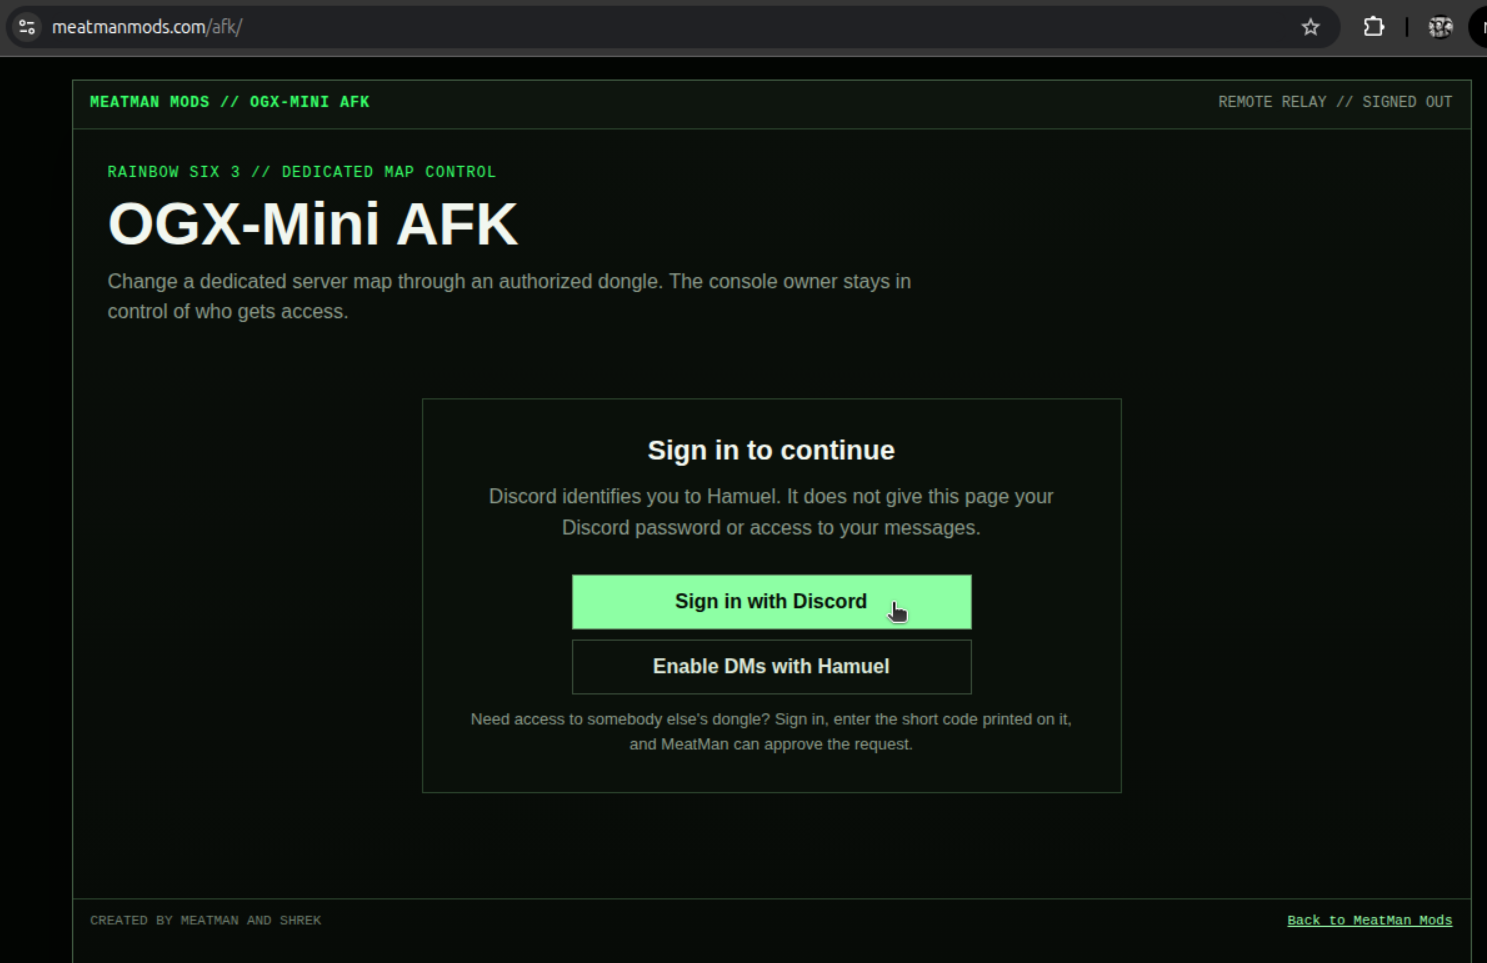 meatmanmods.com/afk/
MEATMAN MODS // OGX-MINI AFK
REMOTE RELAY // SIGNED OUT
RAINBOW SIX 3 // DEDICATED MAP CONTROL
OGX-Mini AFK
Change a dedicated server map through an authorized dongle. The console owner stays in
control of who gets access.
Sign in to continue
Discord identifies you to Hamuel. It does not give this page your
Discord password or access to your messages.
Sign in with Discord
Enable DMs with Hamuel
Need access to somebody else's dongle? Sign in, enter the short code printed on it,
and MeatMan can approve the request.
CREATED BY MEATMAN AND SHREK
Back to MeatMan Mods